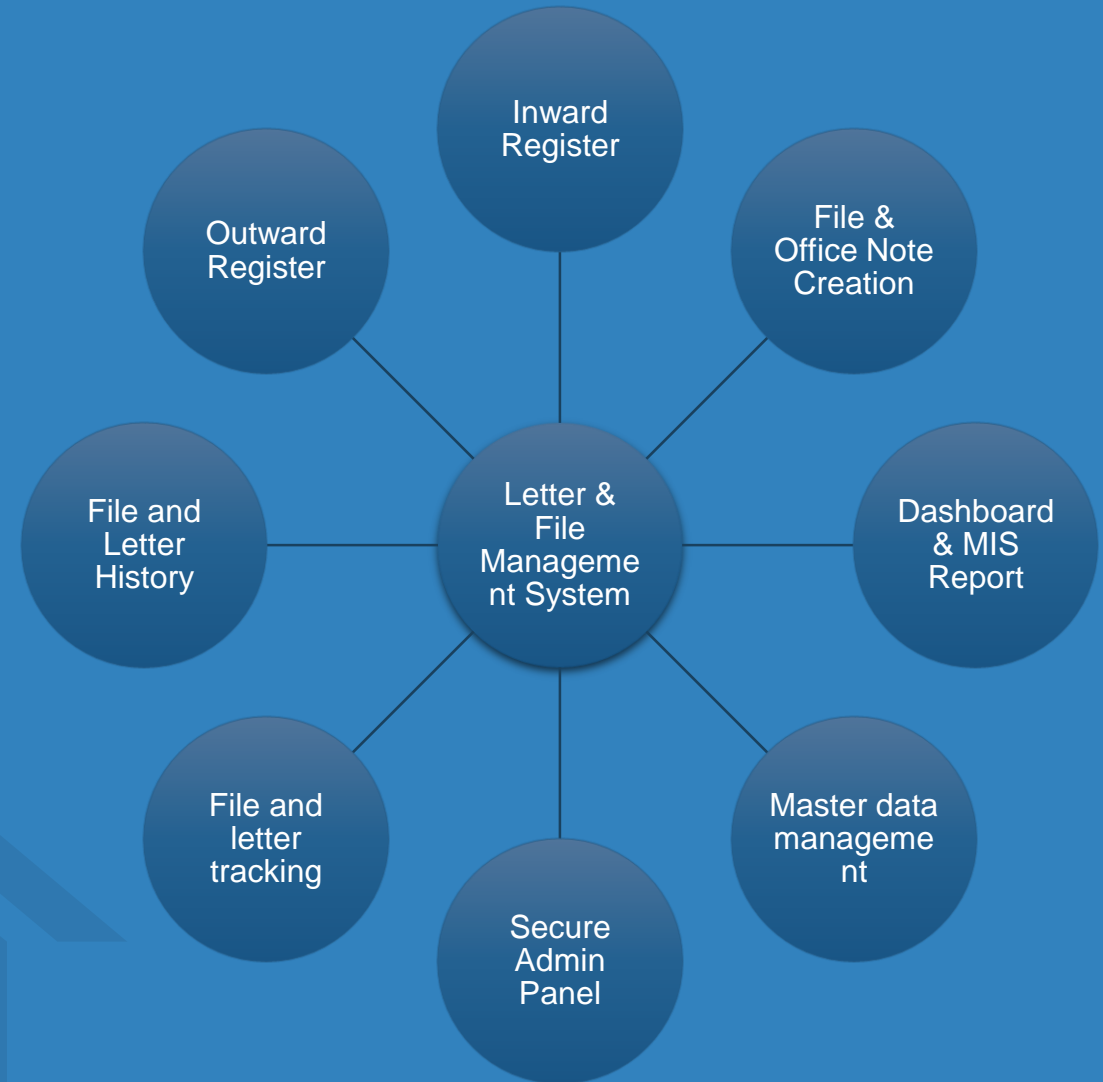 Inward
Register
File &
Office Note
Creation
Dashboard
& MIS
Report
Master data
manageme
nt
Secure
Admin
Panel
File and
letter
tracking
File and
Letter
History
Outward
Register
Letter &
File
Manageme
nt System